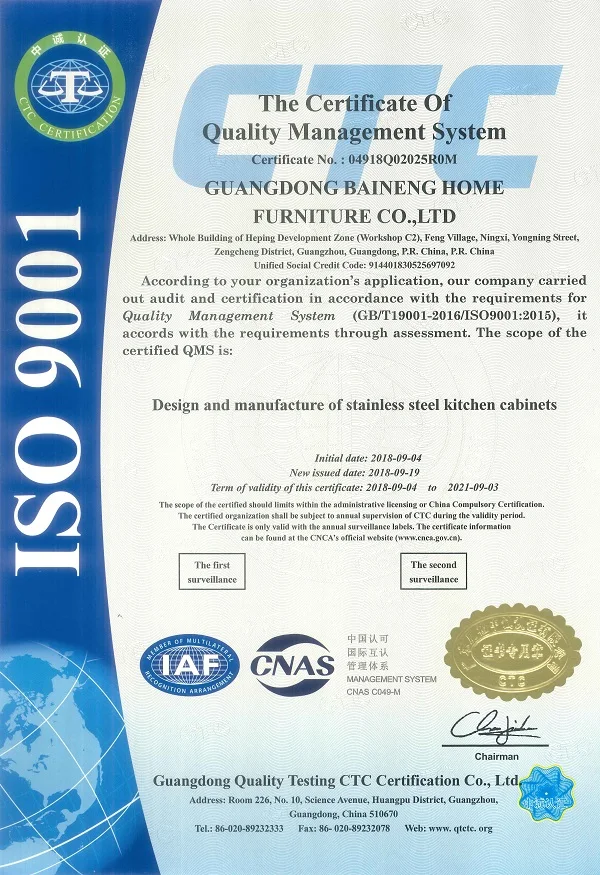 中诚认证
CTC CERTIFICATION
ISO 9001
CTC
The Certificate Of
Quality Management System
Certificate No. : 04918Q02025R0M
GUANGDONG BAINENG HOME
FURNITURE CO.,LTD
Address: Whole Building of Heping Development Zone (Workshop C2), Feng Village, Ningxi, Yongning Street,
Zengcheng District, Guangzhou, Guangdong, P.R. China, P.R. China
Unified Social Credit Code: 914401830525697092
According to your organization's application, our company carried
out audit and certification in accordance with the requirements for
Quality Management System (GB/T19001-2016/ISO9001:2015), it
accords with the requirements through assessment. The scope of the
certified QMS is:
Design and manufacture of stainless steel kitchen cabinets
Initial date: 2018-09-04
New issued date: 2018-09-19
Term of validity of this certificate: 2018-09-04 to 2021-09-03
The scope of the certified should limits within the administrative licensing or China Compulsory Certification.
The certified organization shall be subject to annual supervision of CTC during the validity period.
The Certificate is only valid with the annual surveillance labels. The certificate information
can be found at the CNCA's official website (www.cnca.gov.cn).
The first
surveillance
The second
surveillance
MEMBER OF MULTILATERAL
IAF
RECOGNITION ARRANGEMENT
CNAS
中国认可
国际互认
管理体系
MANAGEMENT SYSTEM
CNAS C049-M
证书专用章
CTC
Chairman
Guangdong Quality Testing CTC Certification Co., Ltd
Address: Room 226, No. 10, Science Avenue, Huangpu District, Guangzhou,
Guangdong, China 510670
Tel.: 86-020-89232333 Fax: 86- 020-89232078 Web: www. qtctc. org